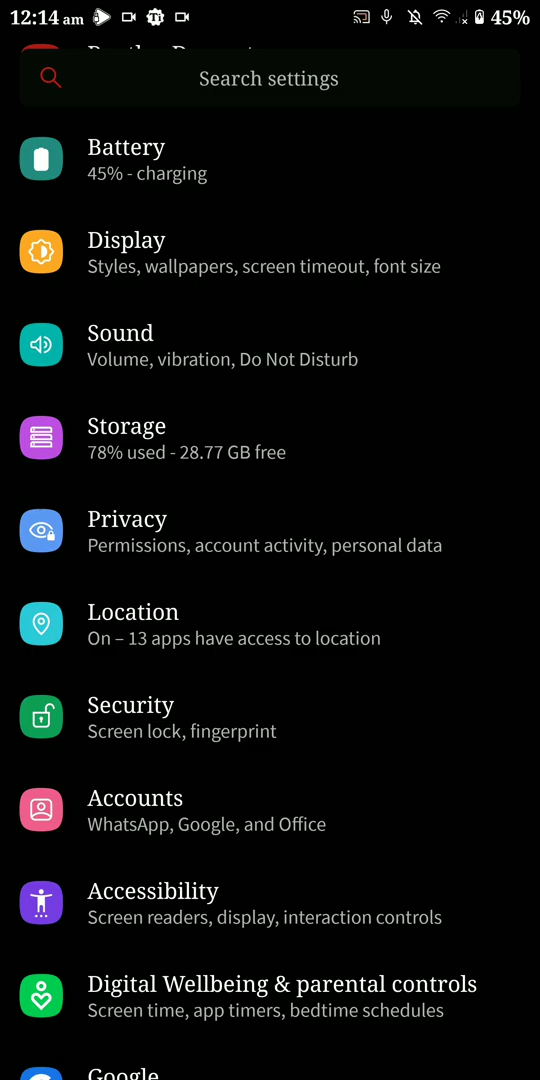 12:14 am
45%
Search settings
Battery
45% - charging
Display
Styles, wallpapers, screen timeout, font size
Sound
Volume, vibration, Do Not Disturb
Storage
78% used - 28.77 GB free
Privacy
Permissions, account activity, personal data
Location
On – 13 apps have access to location
Security
Screen lock, fingerprint
Accounts
WhatsApp, Google, and Office
Accessibility
Screen readers, display, interaction controls
Digital Wellbeing & parental controls
Screen time, app timers, bedtime schedules
Google